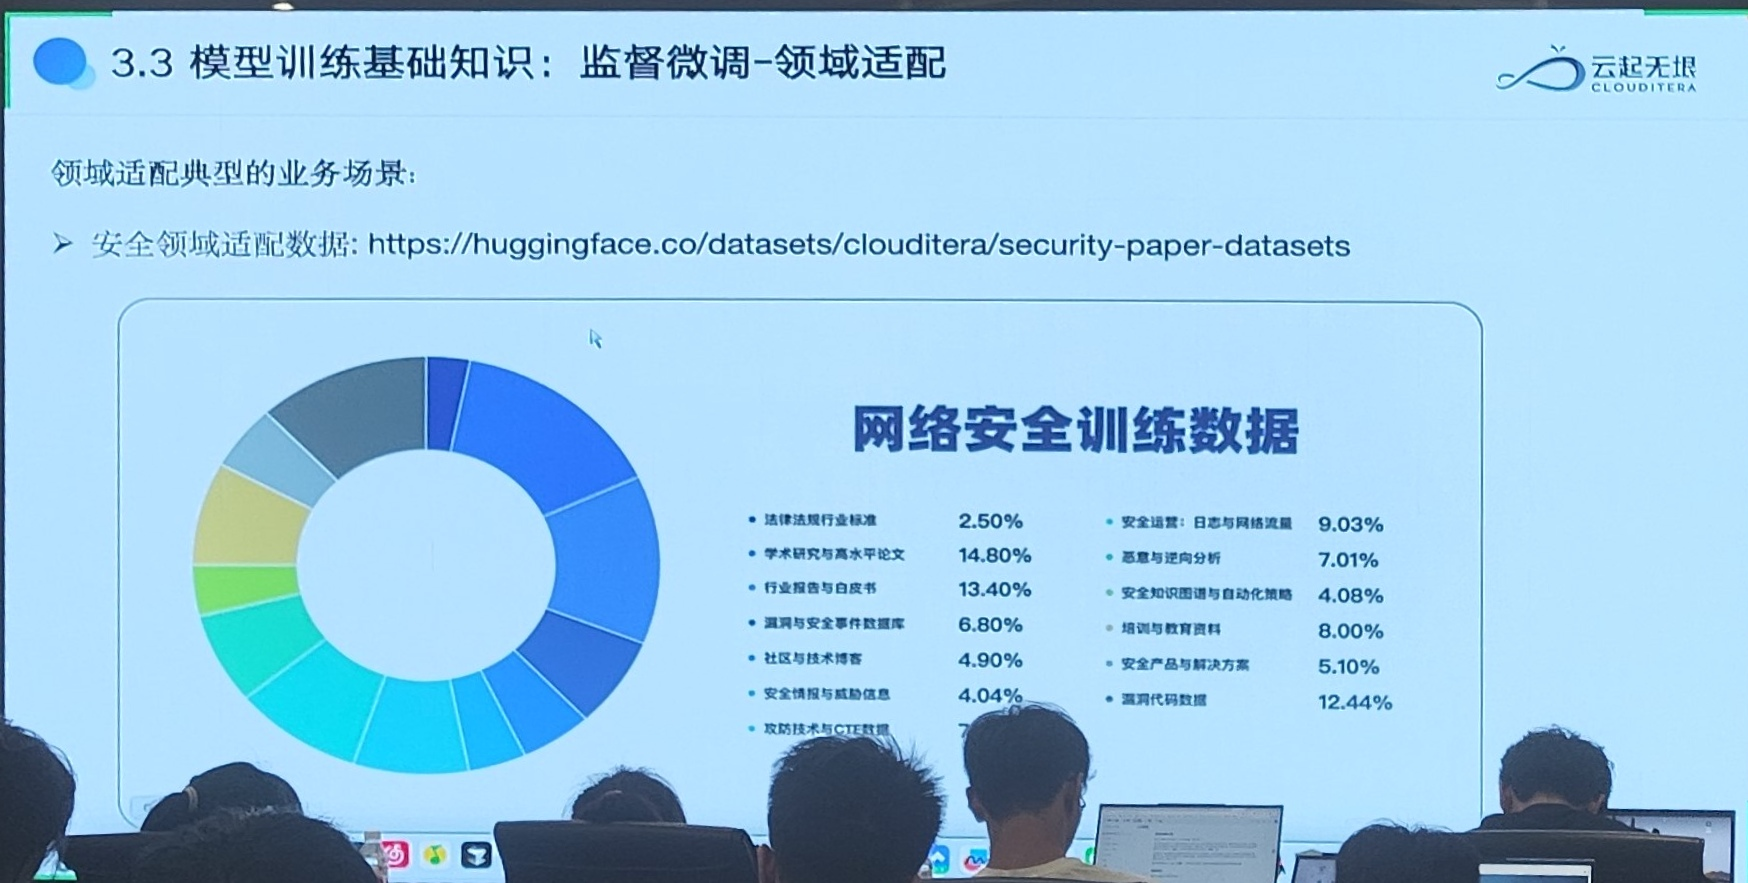 3.3 模型训练基础知识：监督微调-领域适配
云起无垠
CLOUDITERA
领域适配典型的业务场景:
➢ 安全领域适配数据: https://huggingface.co/datasets/clouditera/security-paper-datasets
网络安全训练数据
• 法律法规行业标准 2.50%
• 学术研究与高水平论文 14.80%
• 行业报告与白皮书 13.40%
• 漏洞与安全事件数据库 6.80%
• 社区与技术博客 4.90%
• 安全情报与威胁信息 4.04%
• 攻防技术与CTF数据
• 安全运营：日志与网络流量 9.03%
• 恶意与逆向分析 7.01%
• 安全知识图谱与自动化策略 4.08%
• 培训与教育资料 8.00%
• 安全产品与解决方案 5.10%
• 漏洞代码数据 12.44%